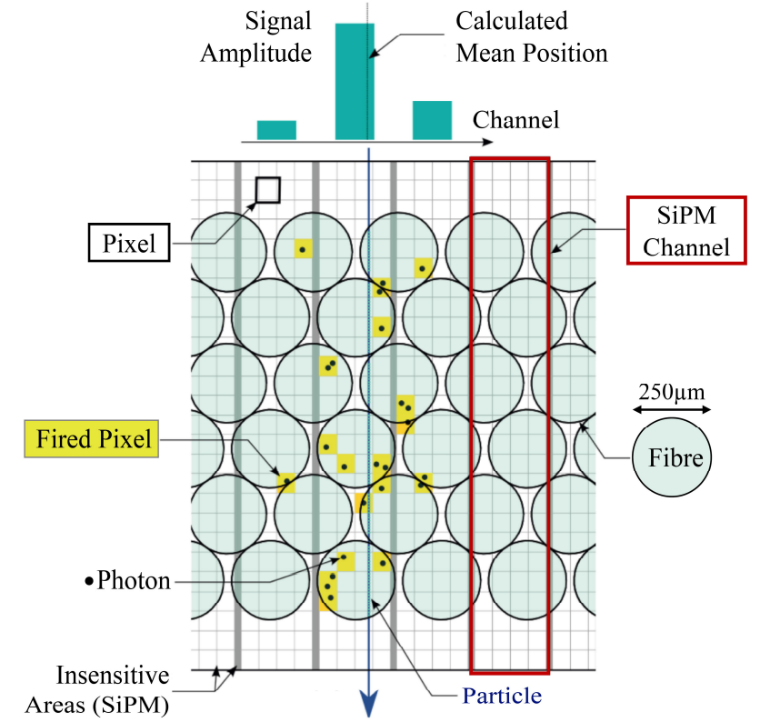 Signal
Amplitude
Calculated
Mean Position
Channel
Pixel
SiPM
Channel
250µm
Fired Pixel
Fibre
•Photon
Insensitive
Areas (SiPM)
Particle